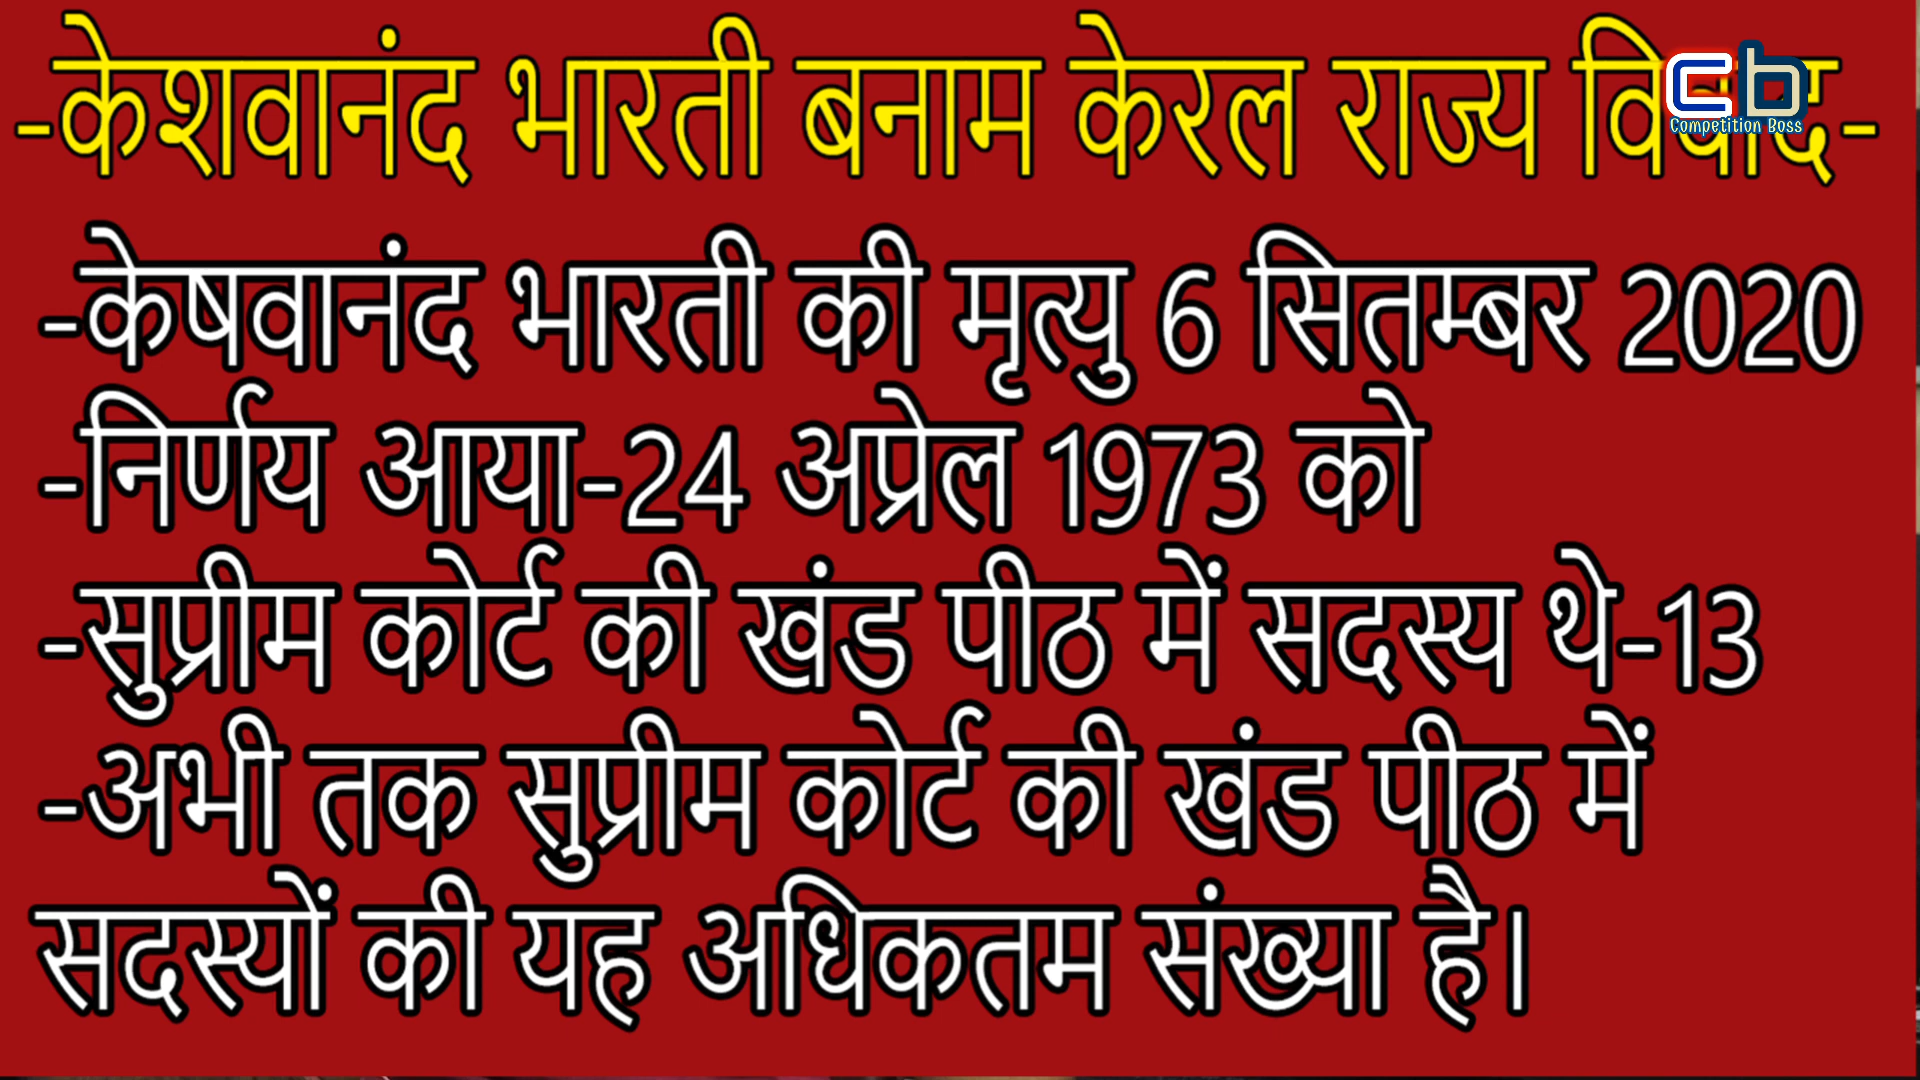 -केशवानंद भारती बनाम केरल राज्य विवाद-
cb
Competition Boss
-केषवानंद भारती की मृत्यु 6 सितम्बर 2020
-निर्णय आया-24 अप्रेल 1973 को
-सुप्रीम कोर्ट की खंड पीठ में सदस्य थे-13
-अभी तक सुप्रीम कोर्ट की खंड पीठ में
सदस्यों की यह अधिकतम संख्या है।